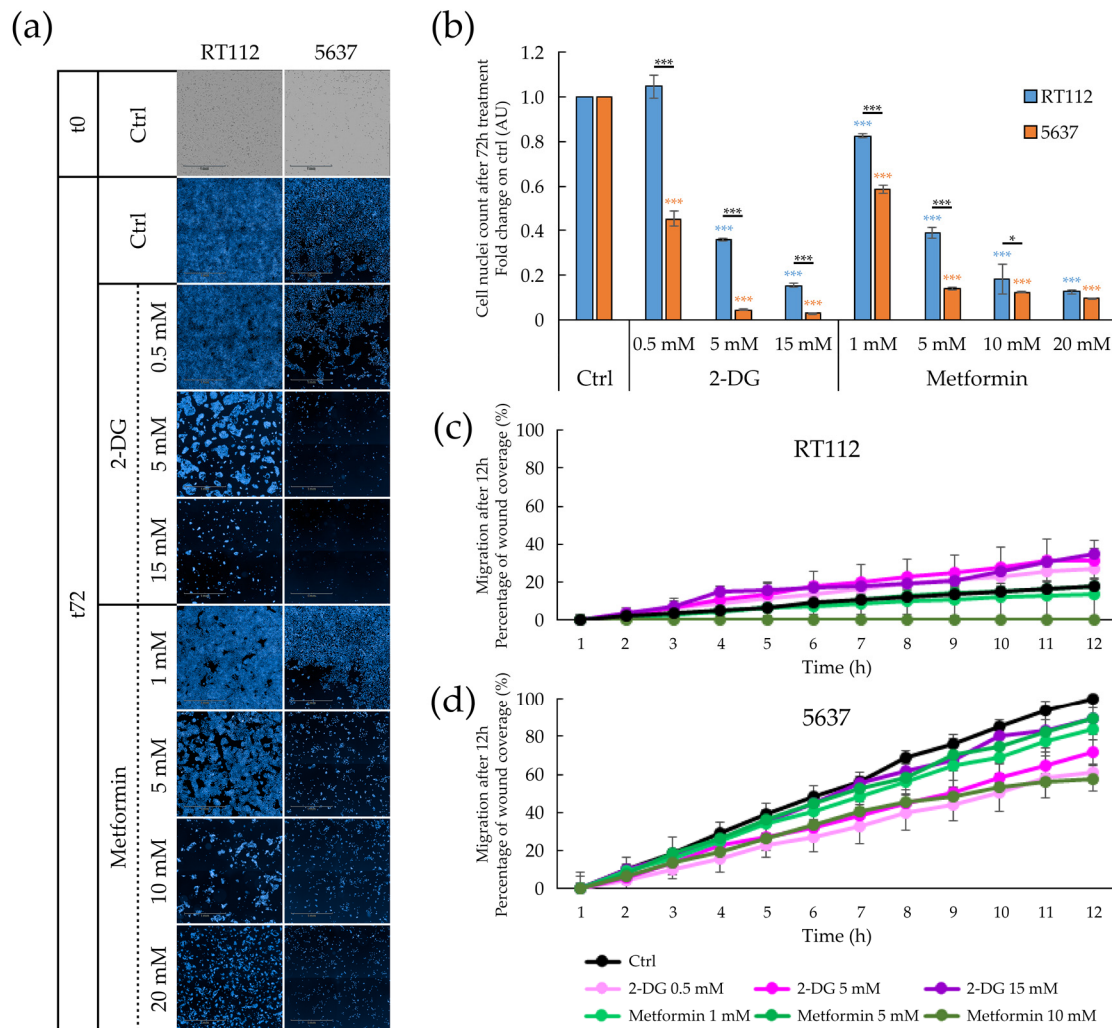 (a)
RT112 5637
t0
Ctrl
t72
Ctrl
2-DG
0.5 mM
5 mM
15 mM
Metformin
1 mM
5 mM
10 mM
20 mM
(b)
Cell nuclei count after 72h treatment
Fold change on ctrl (AU)
1.2
1.0
0.8
0.6
0.4
0.2
0
***
***
***
***
***
***
***
***
***
***
***
***
***
***
*
***
***
***
***
RT112
5637
0.5 mM 5 mM 15 mM 1 mM 5 mM 10 mM 20 mM
Ctrl 2-DG Metformin
(c)
RT112
Migration after 12h
Percentage of wound coverage (%)
100
80
60
40
20
0
1 2 3 4 5 6 7 8 9 10 11 12
Time (h)
(d)
5637
Migration after 12h
Percentage of wound coverage (%)
100
80
60
40
20
0
1 2 3 4 5 6 7 8 9 10 11 12
Time (h)
Ctrl
2-DG 0.5 mM 2-DG 5 mM 2-DG 15 mM
Metformin 1 mM Metformin 5 mM Metformin 10 mM